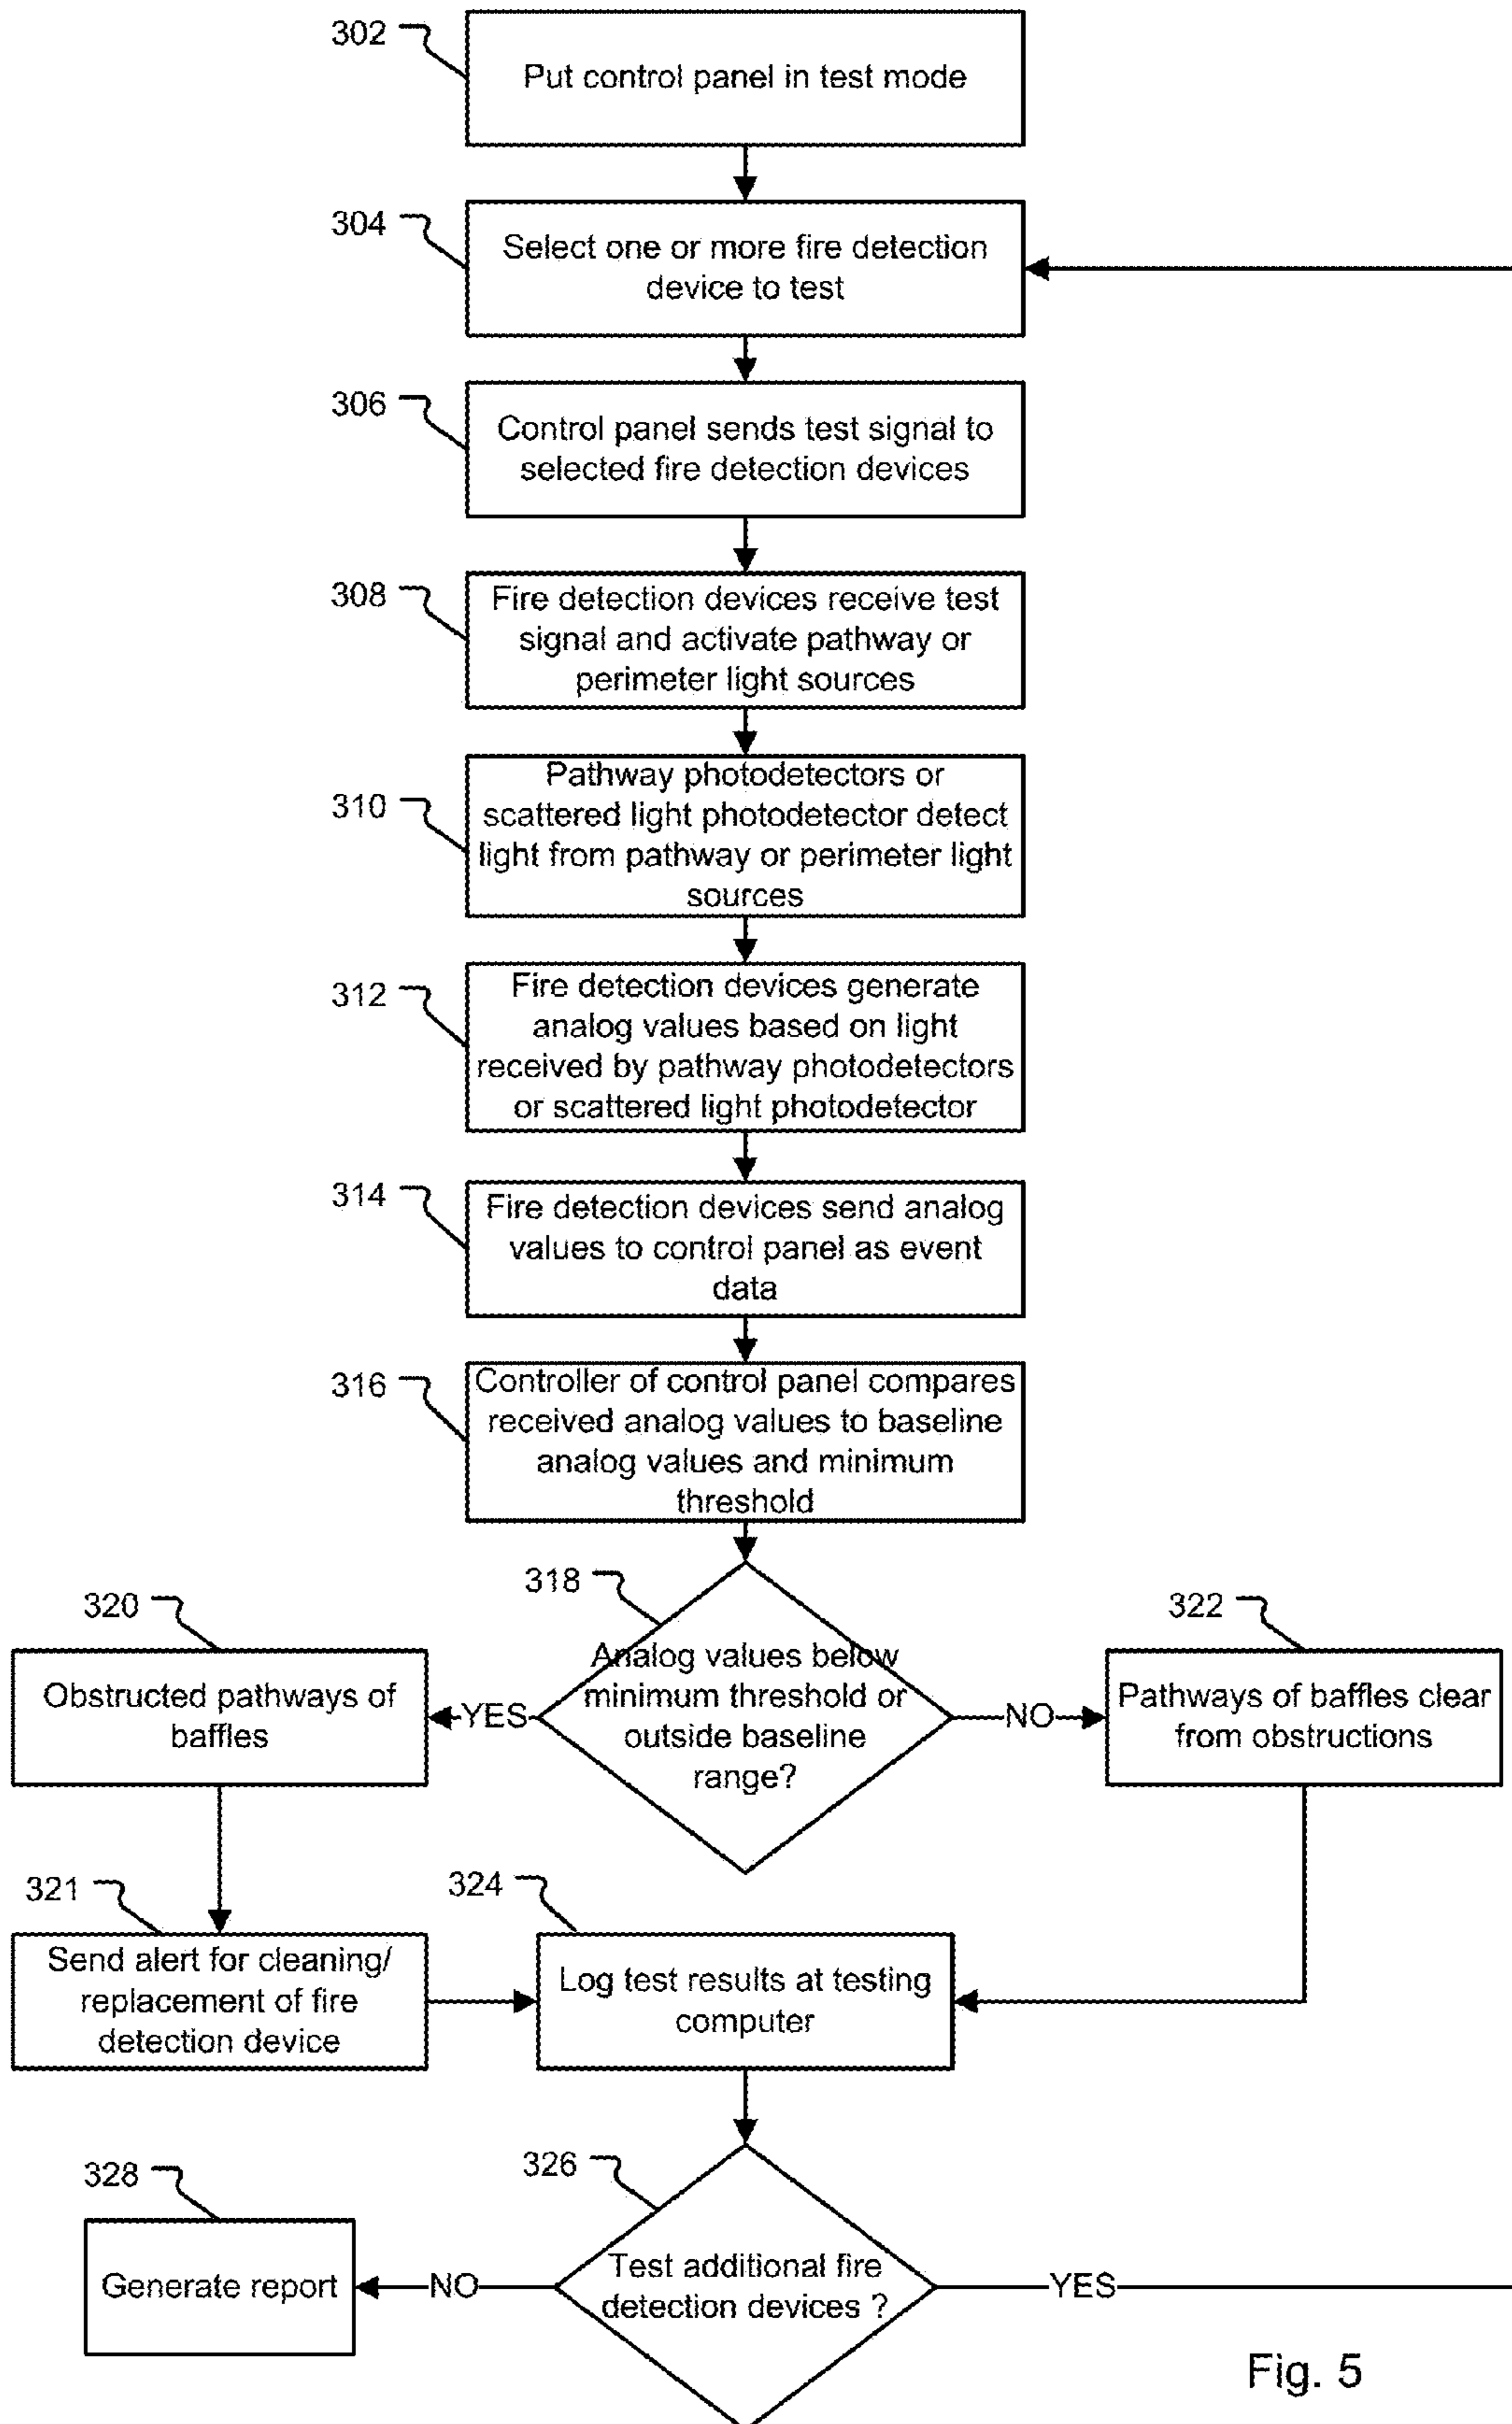 302
Put control panel in test mode
304
Select one or more fire detection
device to test
306
Control panel sends test signal to
selected fire detection devices
308
Fire detection devices receive test
signal and activate pathway or
perimeter light sources
310
Pathway photodetectors or
scattered light photodetector detect
light from pathway or perimeter light
sources
312
Fire detection devices generate
analog values based on light
received by pathway photodetectors
or scattered light photodetector
314
Fire detection devices send analog
values to control panel as event
data
316
Controller of control panel compares
received analog values to baseline
analog values and minimum
threshold
318
Analog values below
minimum threshold or
outside baseline
range?
YES
NO
320
Obstructed pathways of
baffles
322
Pathways of baffles clear
from obstructions
321
Send alert for cleaning/
replacement of fire
detection device
324
Log test results at testing
computer
326
Test additional fire
detection devices ?
NO
YES
328
Generate report
Fig. 5